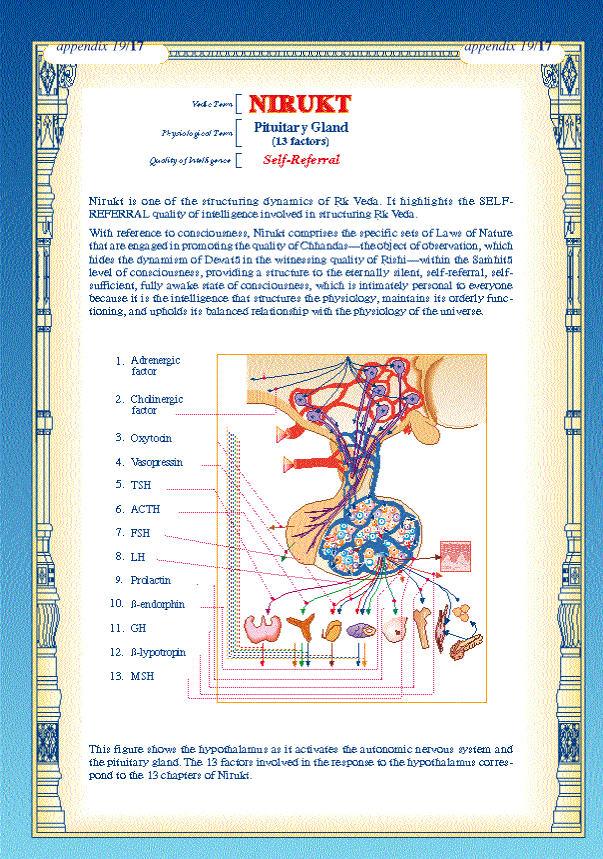 appendix 19/17 appendix 19/17
Vedic Term NIRUKT
Physiological Term Pituitary Gland
(13 factors)
Quality of Intelligence Self-Referral
Nirukt is one of the structuring dynamics of Ṛk Veda. It highlights the SELF-
REFERRAL quality of intelligence involved in structuring Ṛk Veda.
With reference to consciousness, Nirukt comprises the specific sets of Laws of Nature
that are engaged in promoting the quality of Chhandas—the object of observation, which
hides the dynamism of Devatā in the witnessing quality of Rishi—within the Saṁhitā
level of consciousness, providing a structure to the eternally silent, self-referral, self-
sufficient, fully awake state of consciousness, which is intimately personal to everyone
because it is the intelligence that structures the physiology, maintains its orderly func-
tioning, and upholds its balanced relationship with the physiology of the universe.
1. Adrenergic
factor
2. Cholinergic
factor
3. Oxytocin
4. Vasopressin
5. TSH
6. ACTH
7. FSH
8. LH
9. Prolactin
10. ß-endorphin
11. GH
12. ß-lypotropin
13. MSH
This figure shows the hypothalamus as it activates the autonomic nervous system and
the pituitary gland. The 13 factors involved in the response to the hypothalamus corres-
pond to the 13 chapters of Nirukt.